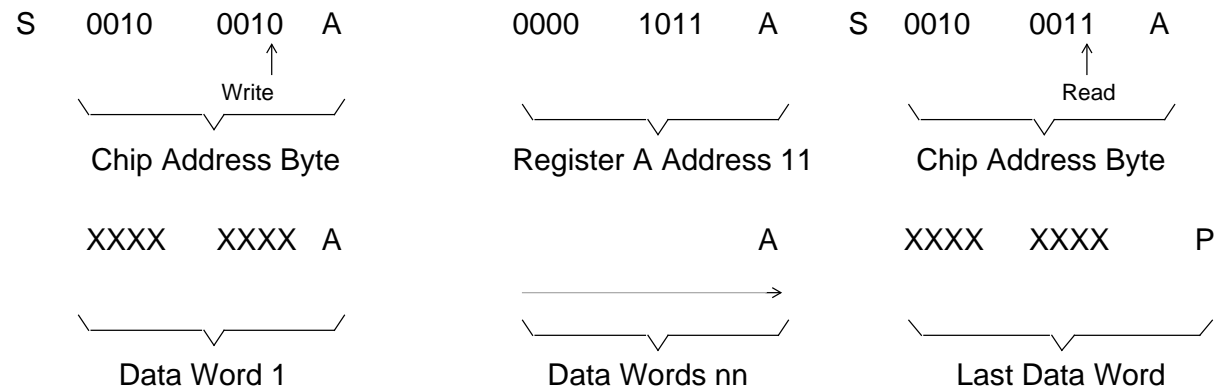 S 0010 0010 A 0000 1011 A S 0010 0011 A
Write Read
Chip Address Byte Register A Address 11 Chip Address Byte
XXXX XXXX A A XXXX XXXX P
Data Word 1 Data Words nn Last Data Word